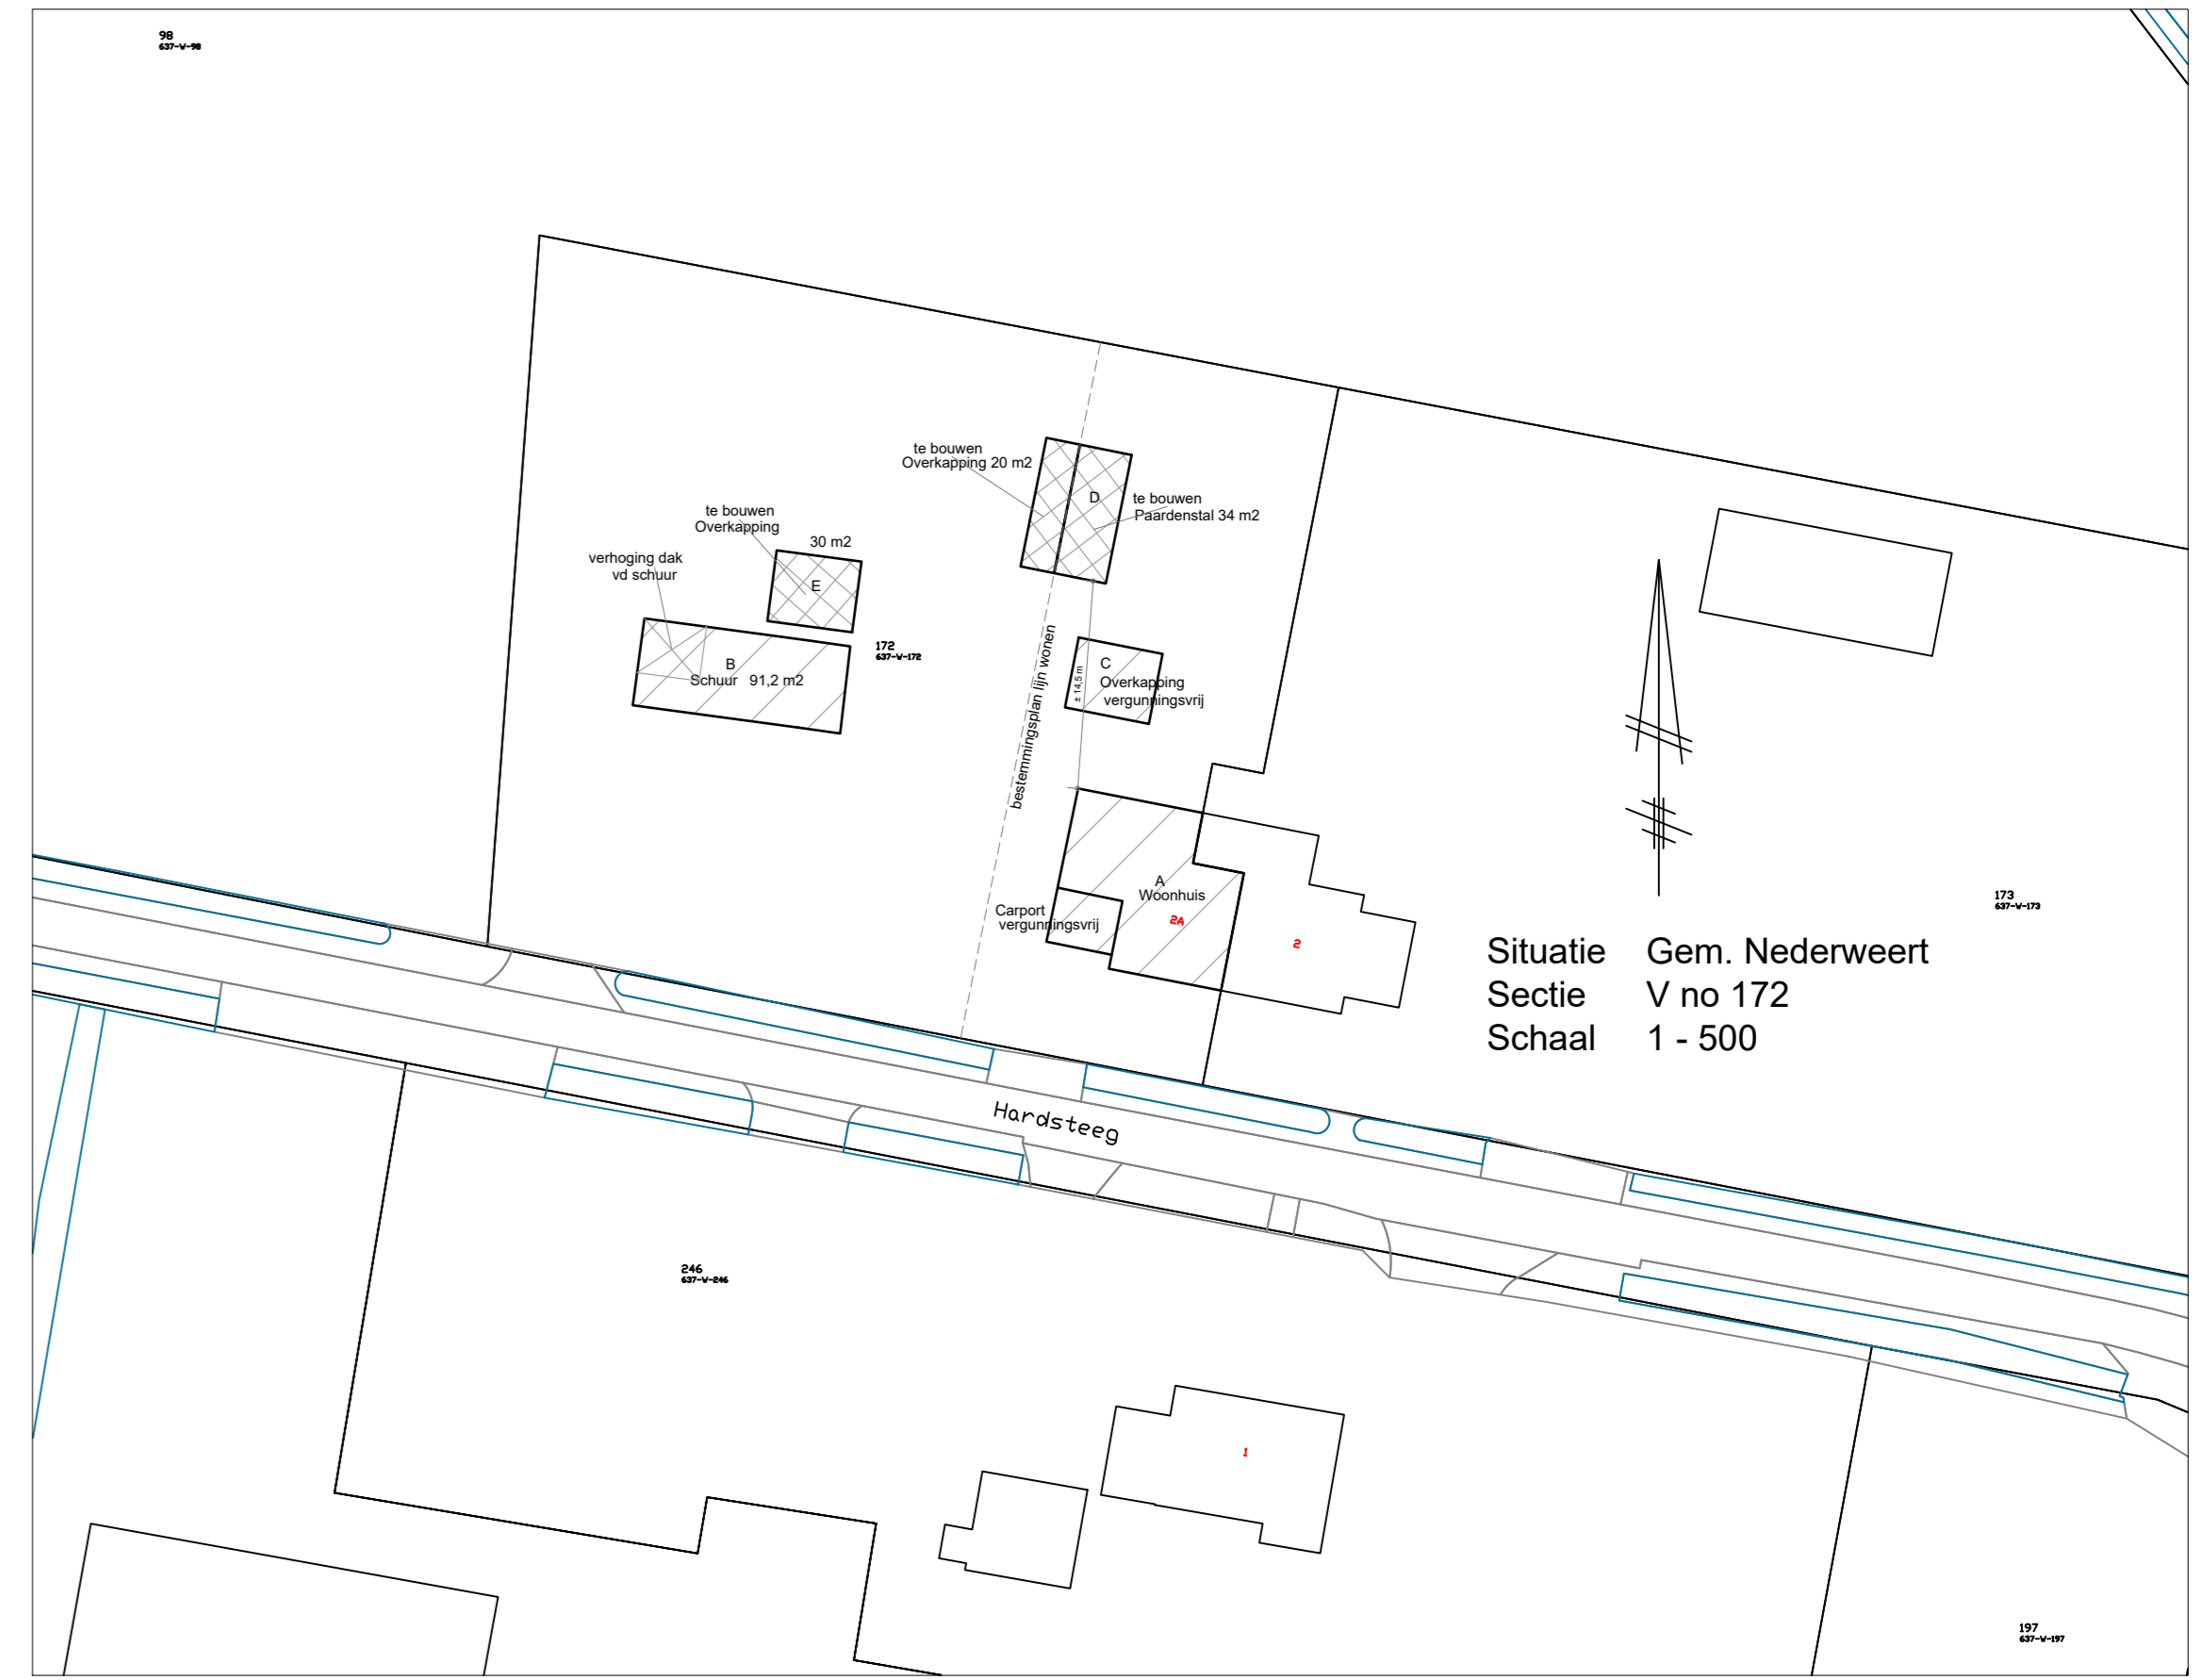 98
637-W-98
te bouwen
Overkapping 20 m2
D
te bouwen
Paardenstal 34 m2
te bouwen
Overkapping
30 m2
verhoging dak
vd schuur
E
172
637-W-172
B
Schuur 91,2 m2
bestemmingsplan lijn wonen
± 14,5 m
C
Overkapping
vergunningsvrij
A
Woonhuis
2A
Carport
vergunningsvrij
2
173
637-W-173
Situatie Gem. Nederweert
Sectie V no 172
Schaal 1 - 500
Hardsteeg
246
637-W-246
1
197
637-W-197